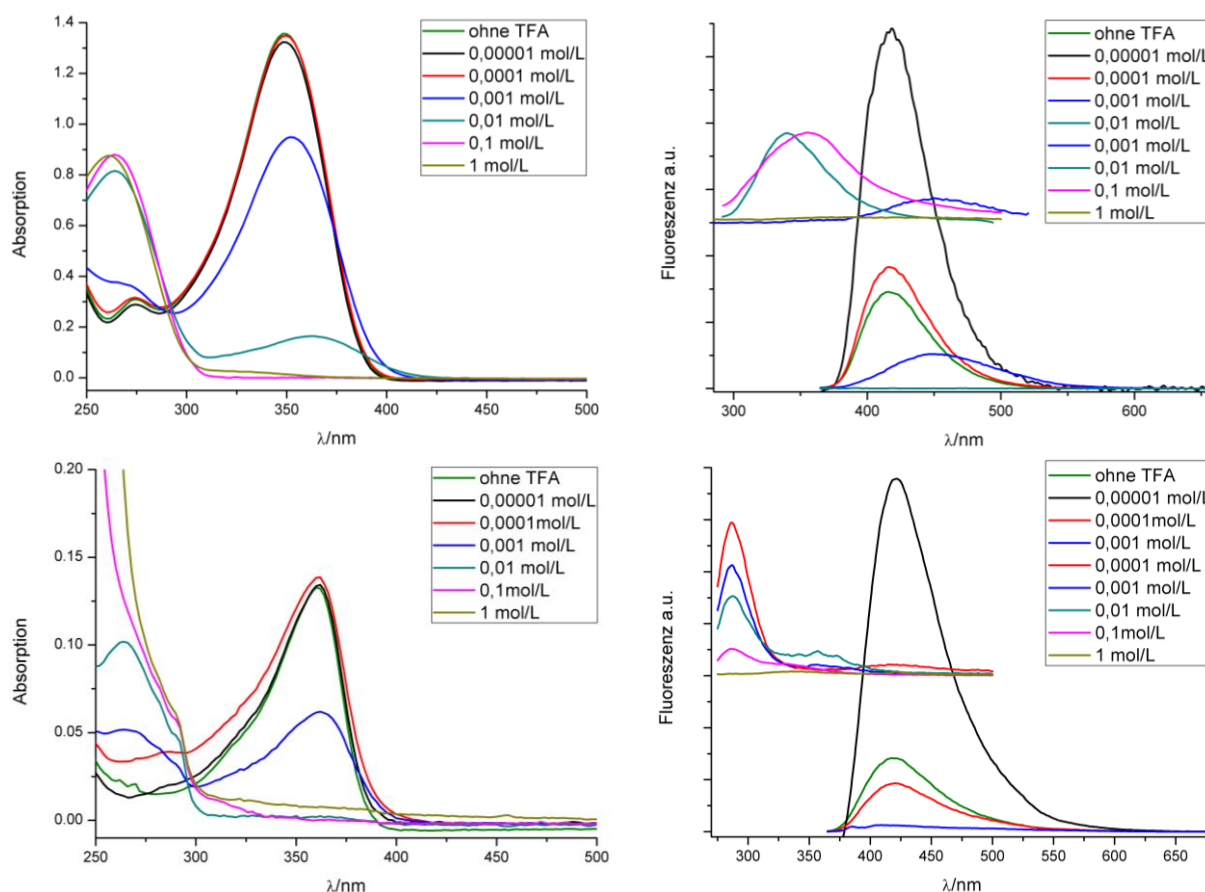 1.4
1.2
1.0
0.8
0.6
0.4
0.2
0.0
250
300
350
400
450
500
Absorption
λ/nm
ohne TFA
0,00001 mol/L
0,0001 mol/L
0,001 mol/L
0,01 mol/L
0,1 mol/L
1 mol/L
Fluoreszenz a.u.
300
400
500
600
λ/nm
ohne TFA
0,00001 mol/L
0,0001 mol/L
0,001 mol/L
0,01 mol/L
0,001 mol/L
0,01 mol/L
0,1 mol/L
1 mol/L
0.20
0.15
0.10
0.05
0.00
250
300
350
400
450
500
Absorption
λ/nm
ohne TFA
0,00001 mol/L
0,0001mol/L
0,001 mol/L
0,01 mol/L
0,1mol/L
1 mol/L
Fluoreszenz a.u.
250
300
350
400
450
500
550
600
650
λ/nm
ohne TFA
0,00001 mol/L
0,0001mol/L
0,001 mol/L
0,0001 mol/L
0,001 mol/L
0,01 mol/L
0,1mol/L
1 mol/L